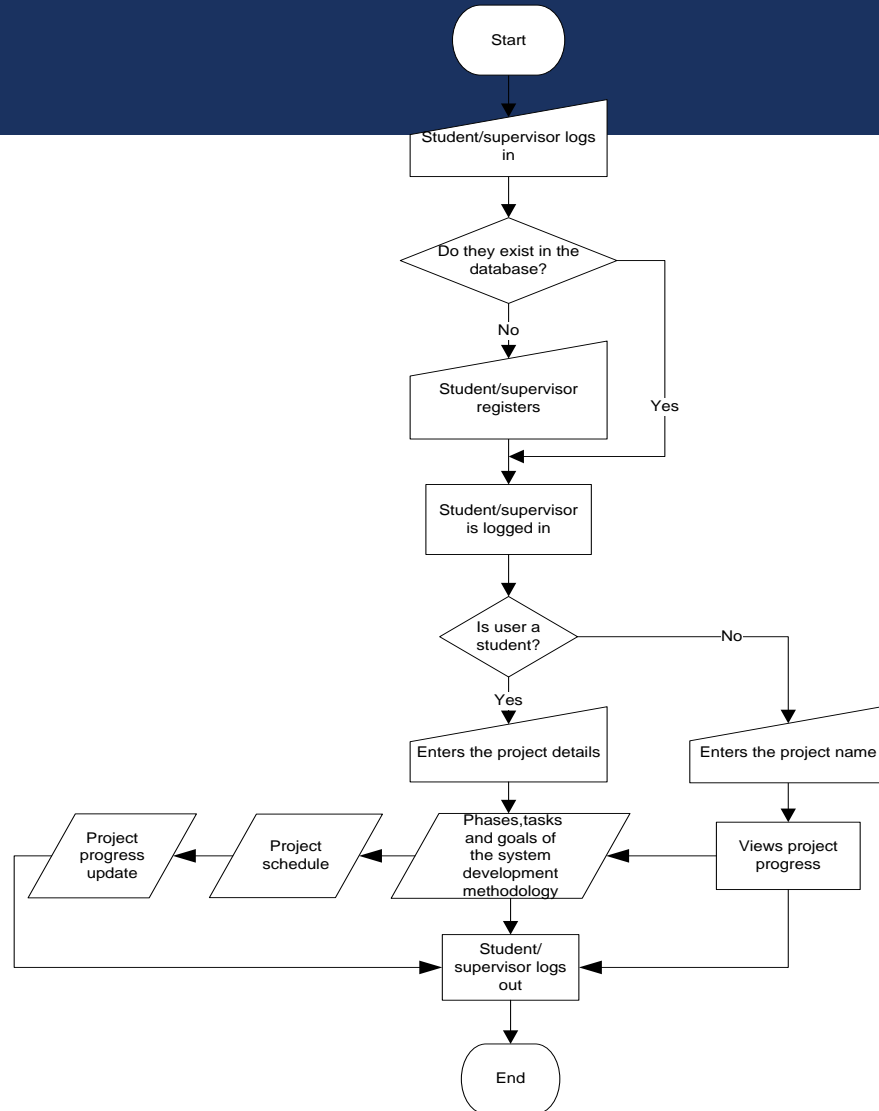 Start
Student/supervisor logs
in
Do they exist in the
database?
No
Student/supervisor
registers
Yes
Student/supervisor
is logged in
Is user a
student?
No
Yes
Enters the project details
Enters the project name
Project
progress
update
Project
schedule
Phases,tasks
and goals of
the system
development
methodology
Views project
progress
Student/
supervisor logs
out
End